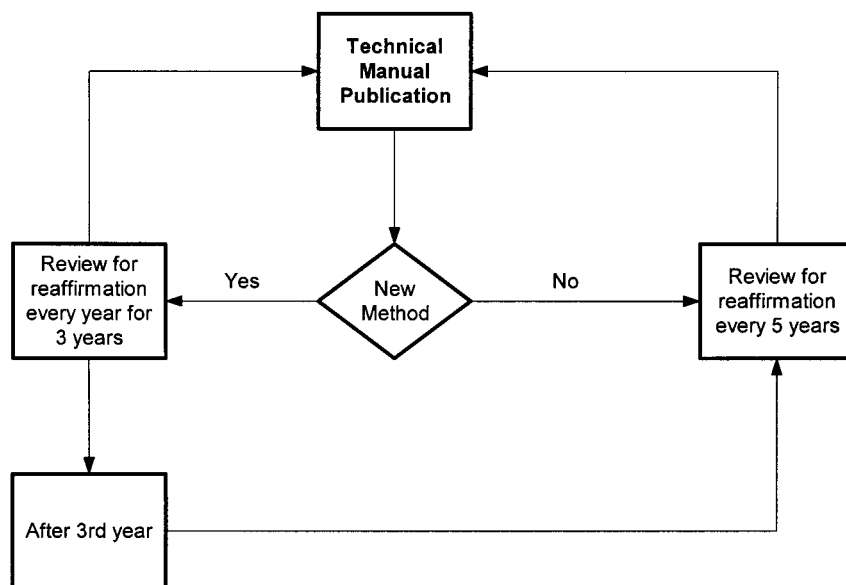 Technical
Manual
Publication
Review for
reaffirmation
every year for
3 years
Yes
New
Method
No
Review for
reaffirmation
every 5 years
After 3rd year